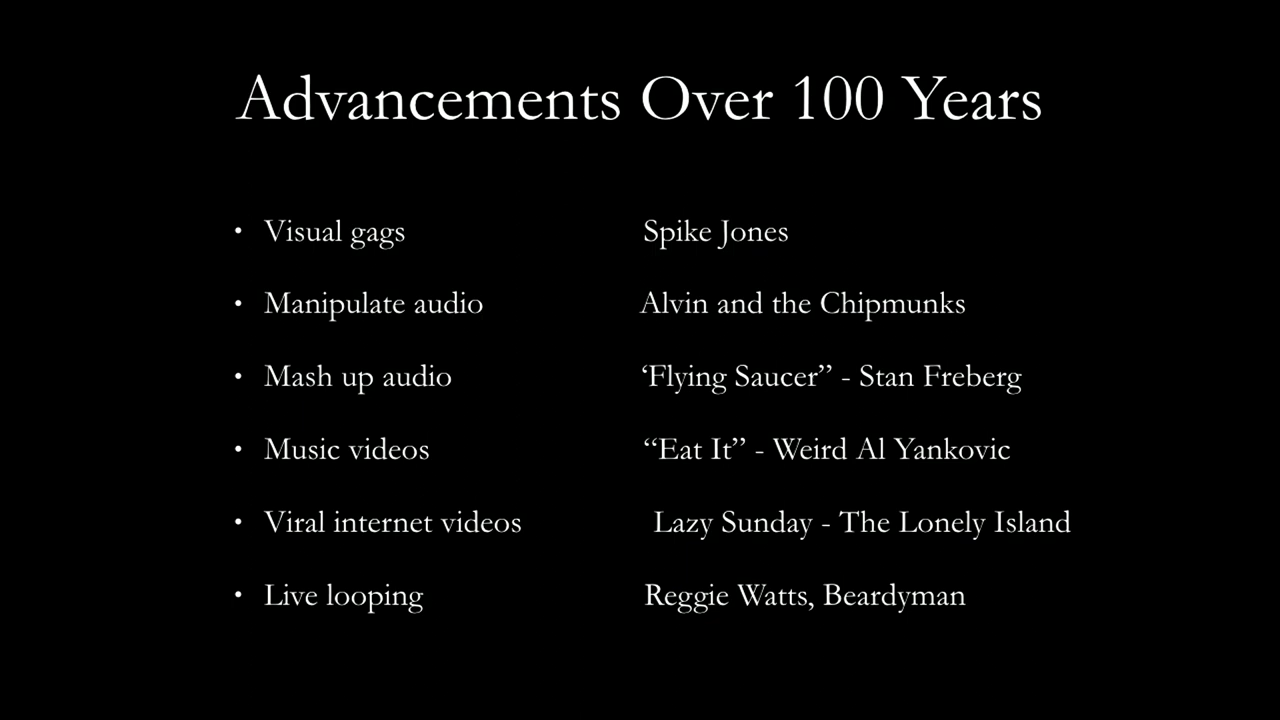 Advancements Over 100 Years
• Visual gags Spike Jones
• Manipulate audio Alvin and the Chipmunks
• Mash up audio ‘Flying Saucer” - Stan Freberg
• Music videos “Eat It” - Weird Al Yankovic
• Viral internet videos Lazy Sunday - The Lonely Island
• Live looping Reggie Watts, Beardyman